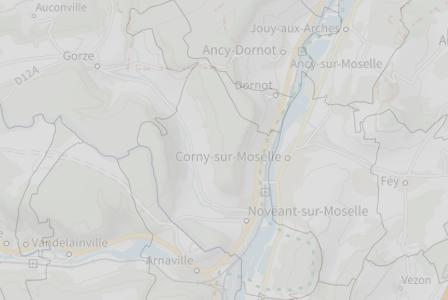 Auconville
Jouy-aux-Arches
Gorze
Ancy-Dornot
Ancy-sur-Moselle
D12A
Dornot
Corny-sur-Moselle
Féy
Novéant-sur-Moselle
Vandelainville
Arnaville
Vezon